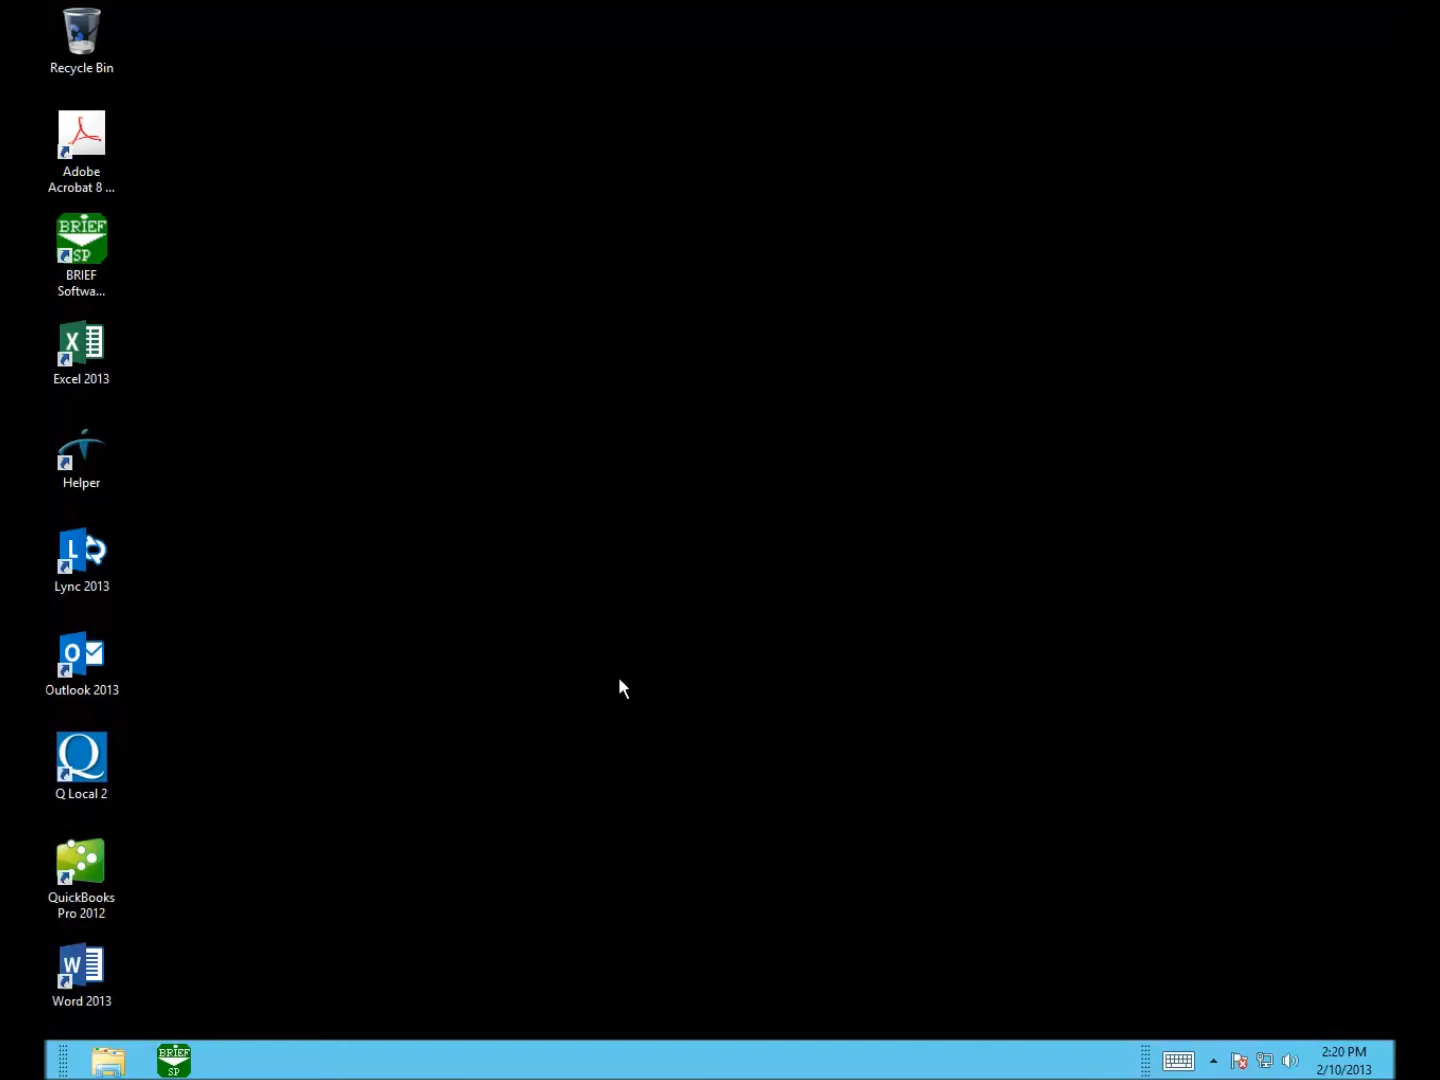 Recycle Bin
Adobe
Acrobat 8 ...
BRIEF
SP
BRIEF
Softwa...
X
Excel 2013
Helper
L
Lync 2013
O
Outlook 2013
Q
Q Local 2
QuickBooks
Pro 2012
W
Word 2013
BRIEF
SP
2:20 PM
2/10/2013